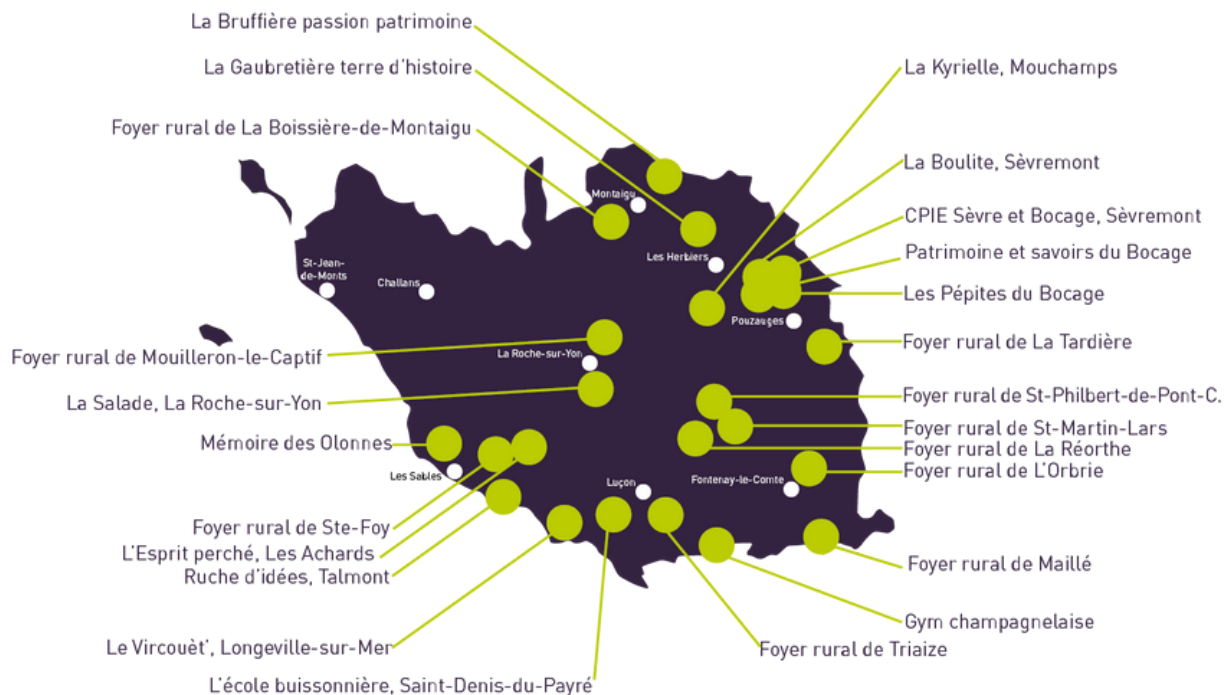 La Bruffière passion patrimoine
La Gaubretière terre d'histoire
La Kyrielle, Mouchamps
Foyer rural de La Boissière-de-Montaigu
La Boulite, Sèvremont
Montaigu
CPIE Sèvre et Bocage, Sèvremont
Patrimoine et savoirs du Bocage
Les Herbiers
St-Jean-
de-Monts
Challans
Les Pépites du Bocage
Pouzauges
Foyer rural de La Tardière
Foyer rural de Mouilleron-le-Captif
La Roche-sur-Yon
La Salade, La Roche-sur-Yon
Foyer rural de St-Philbert-de-Pont-C.
Foyer rural de St-Martin-Lars
Mémoire des Olonnes
Foyer rural de La Réorthe
Foyer rural de L'Orbrie
Les Sables
Luçon
Fontenay-le-Comte
Foyer rural de Ste-Foy
L'Esprit perché, Les Achards
Ruche d'idées, Talmont
Foyer rural de Maillé
Gym champagnelaise
Le Vircouèt', Longeville-sur-Mer
Foyer rural de Triaize
L'école buissonnière, Saint-Denis-du-Payré